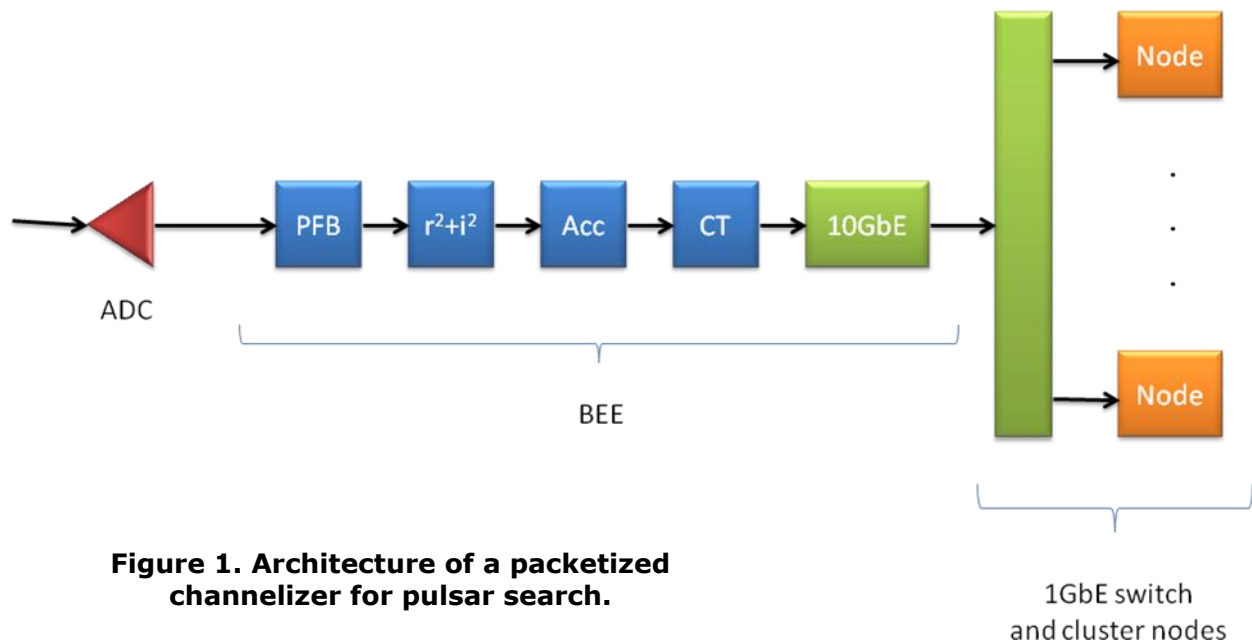 Node
PFB
r²+i²
Acc
CT
10GbE
ADC
Node
BEE
Figure 1. Architecture of a packetized
channelizer for pulsar search.
1GbE switch
and cluster nodes